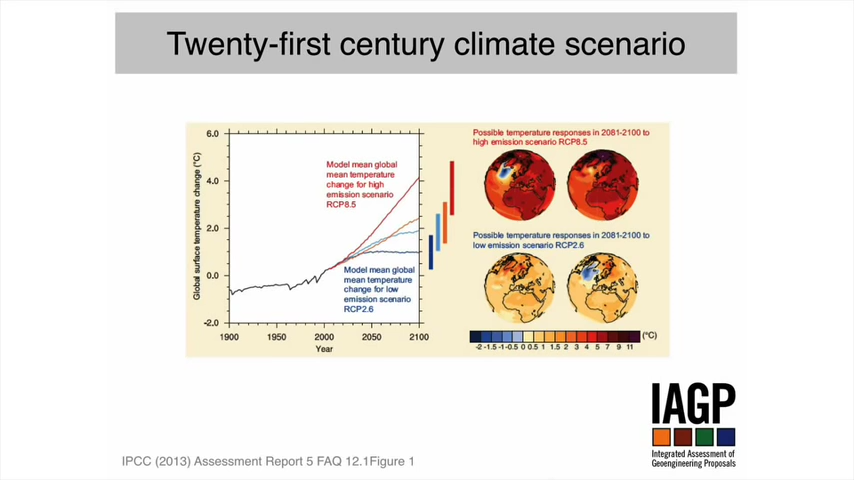 Twenty-first century climate scenario
6.0
4.0
2.0
0.0
-2.0
Global surface temperature change (°C)
1900
1950
2000
2050
2100
Year
Model mean global
mean temperature
change for high
emission scenario
RCP8.5
Model mean global
mean temperature
change for low
emission scenario
RCP2.6
Possible temperature responses in 2081-2100 to
high emission scenario RCP8.5
Possible temperature responses in 2081-2100 to
low emission scenario RCP2.6
(°C)
-2 -1.5 -1 -0.5 0 0.5 1 1.5 2 3 4 5 7 9 11
IAGP
Integrated Assessment of
Geoengineering Proposals
IPCC (2013) Assessment Report 5 FAQ 12.1Figure 1